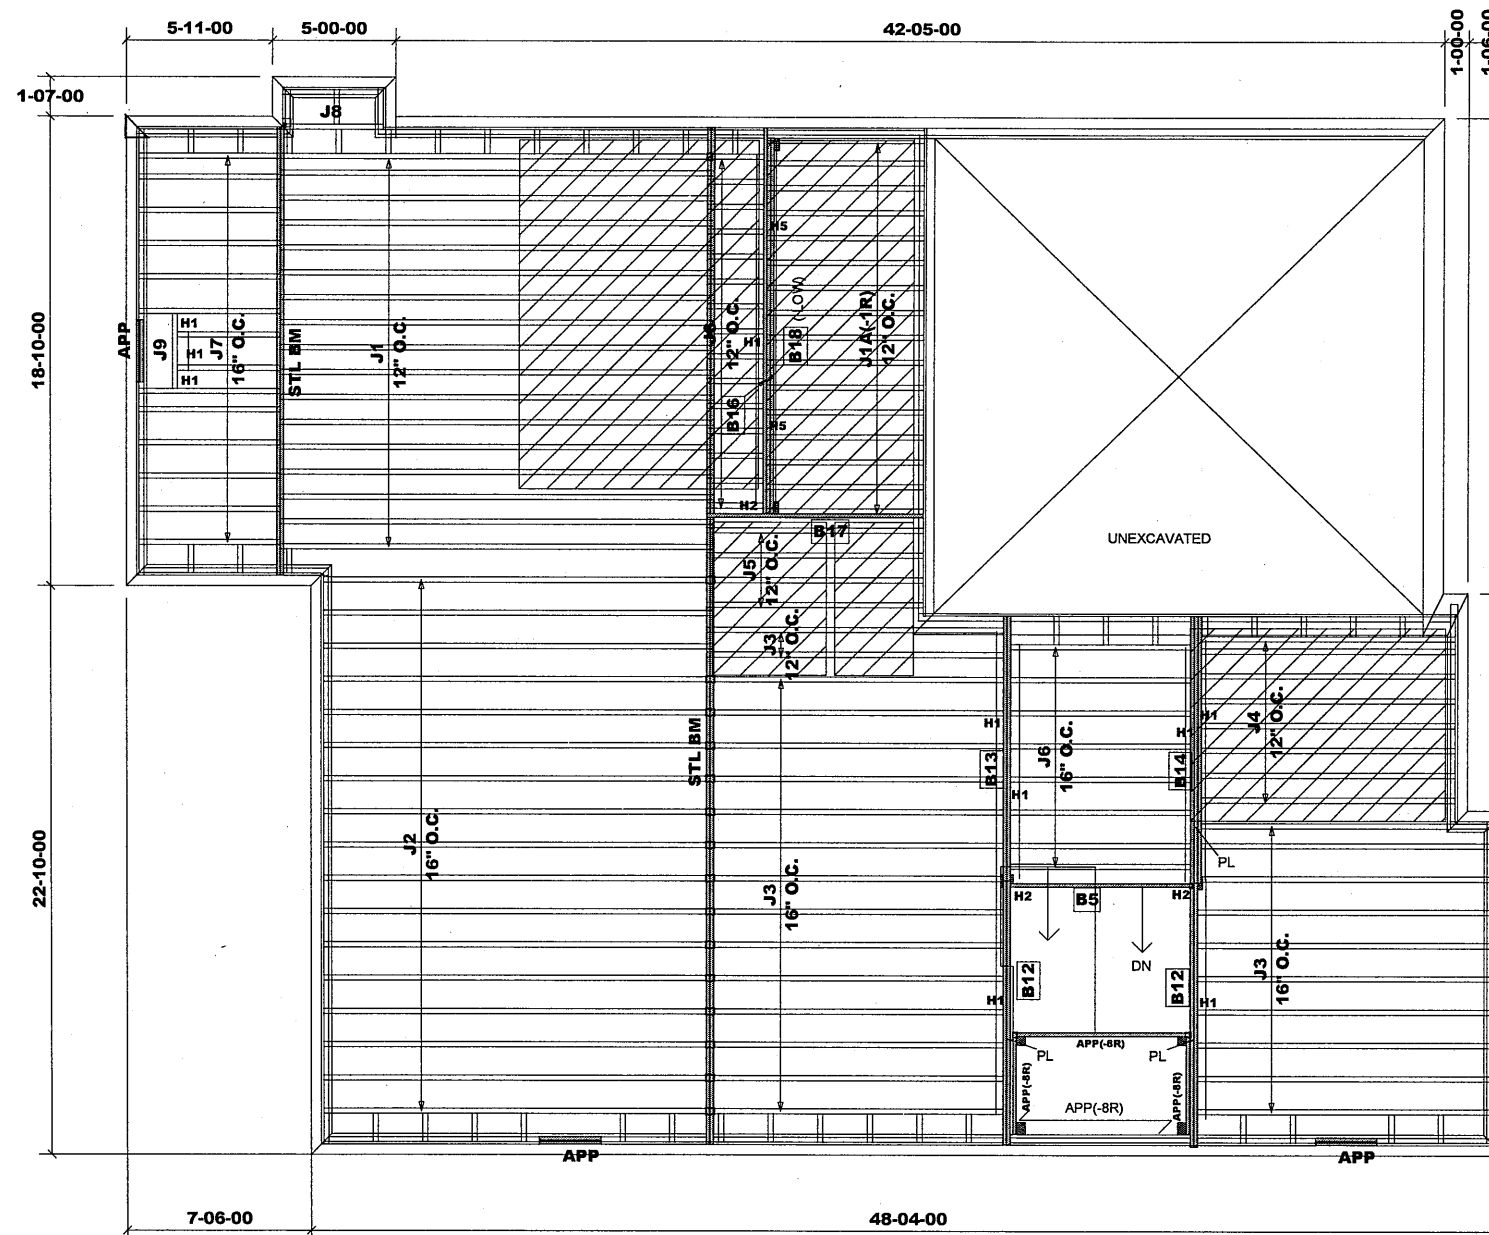 5-11-00
5-00-00
42-05-00
1-00-00
1-06-00
1-07-00
J8
18-10-00
APP
J9
H1
H1
H1
J7
16" O.C.
STL BM
J1
12" O.C.
12" O.C.
H1
B16
H2
H5
B18 (LOW)
H5
J1A(-1R)
12" O.C.
UNEXCAVATED
B17
J5
12" O.C.
J3
12" O.C.
22-10-00
J2
16" O.C.
STL BM
J3
16" O.C.
H1
B13
H1
J6
16" O.C.
H1
B14
H1
J4
12" O.C.
PL
H2
B5
H2
DN
B12
B12
H1
H1
J3
16" O.C.
PL
APP(-8R)
PL
APP(-8R)
APP(-8R)
APP(-8R)
APP
APP
7-06-00
48-04-00